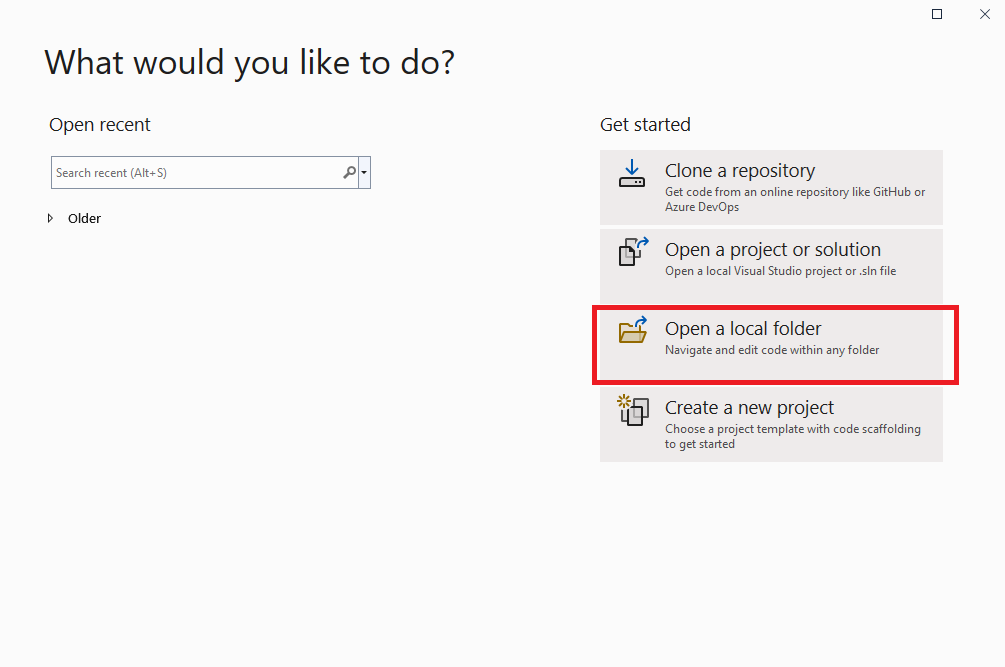 What would you like to do?
Open recent
Search recent (Alt+S)
Older
Get started
Clone a repository
Get code from an online repository like GitHub or
Azure DevOps
Open a project or solution
Open a local Visual Studio project or .sln file
Open a local folder
Navigate and edit code within any folder
Create a new project
Choose a project template with code scaffolding
to get started